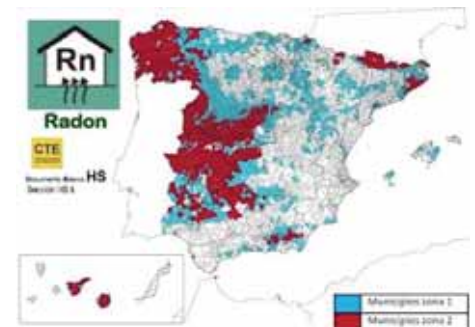 Rn
Radon
CTE
Documento Básico HS
Sección HS 6
Municipios zona 1
Municipios zona 2